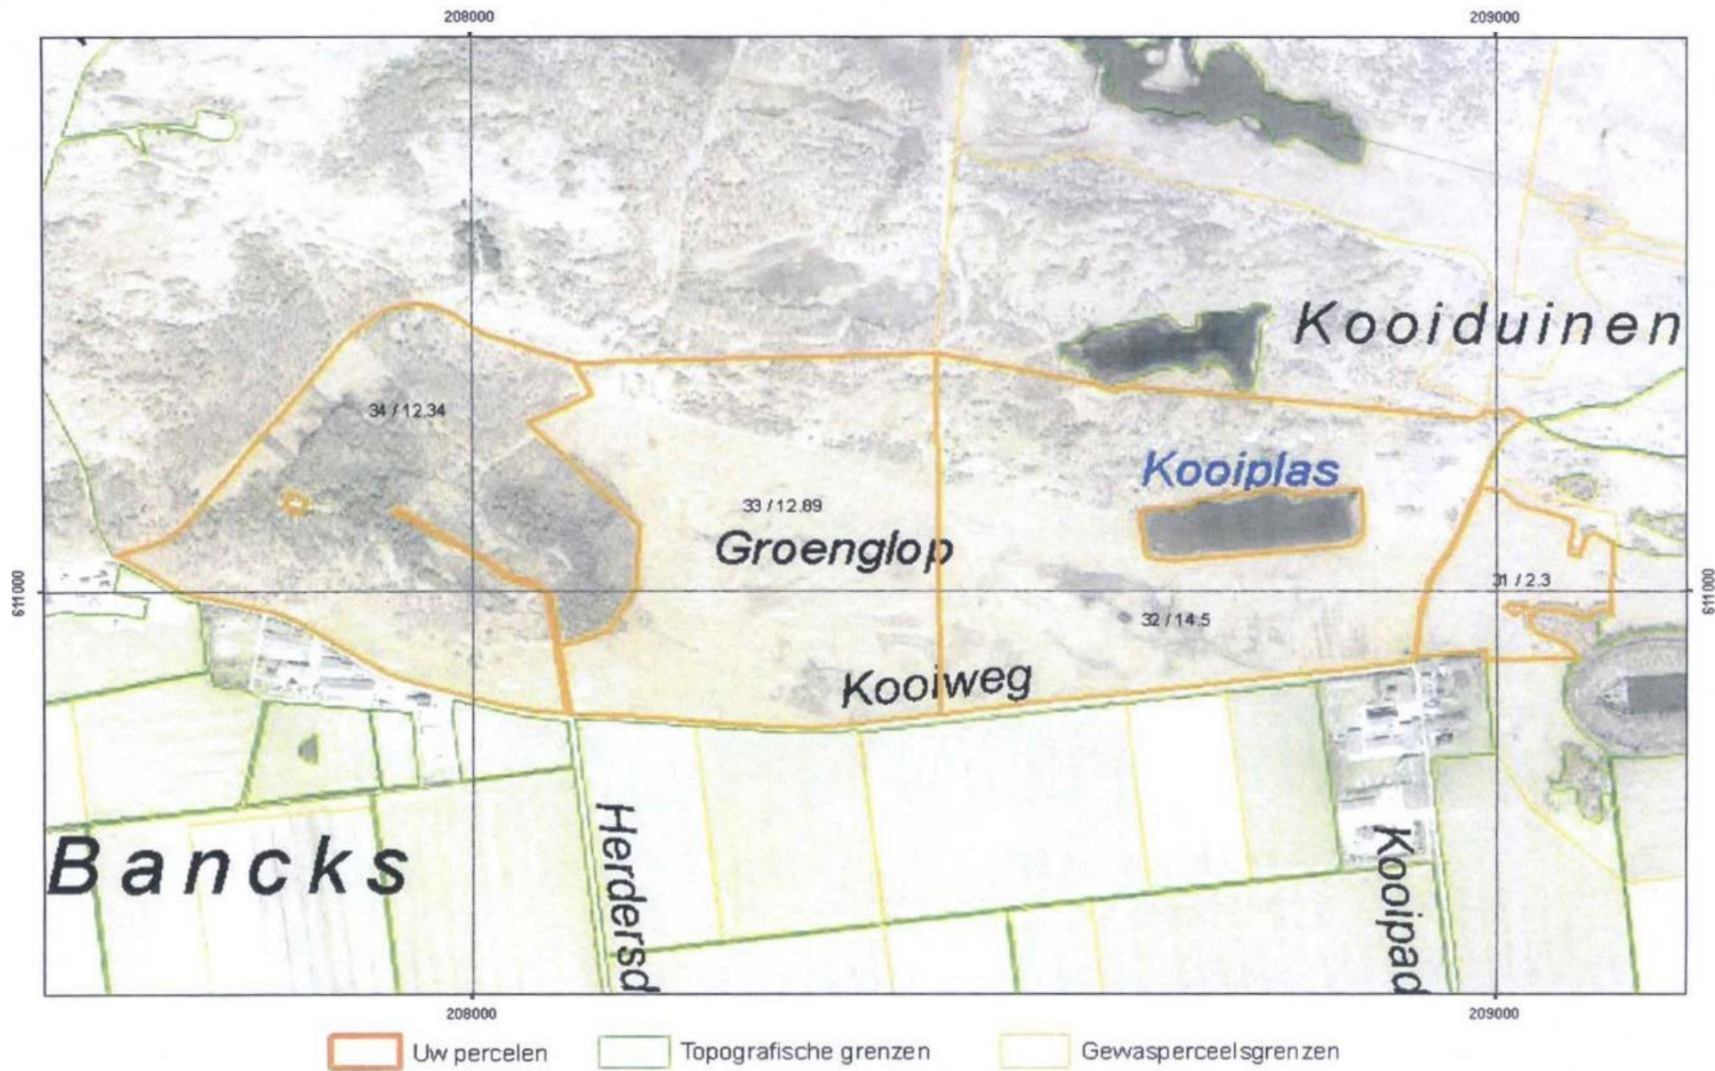 208000
209000
Kooiduinen
34 / 12.34
Kooiplas
33 / 12.89
Groenglop
31 / 2.3
611000
611000
32 / 14.5
Kooiweg
Bancks
Herdersd
Kooipad
208000
209000
Uw percelen
Topografische grenzen
Gewasperceelsgrenzen